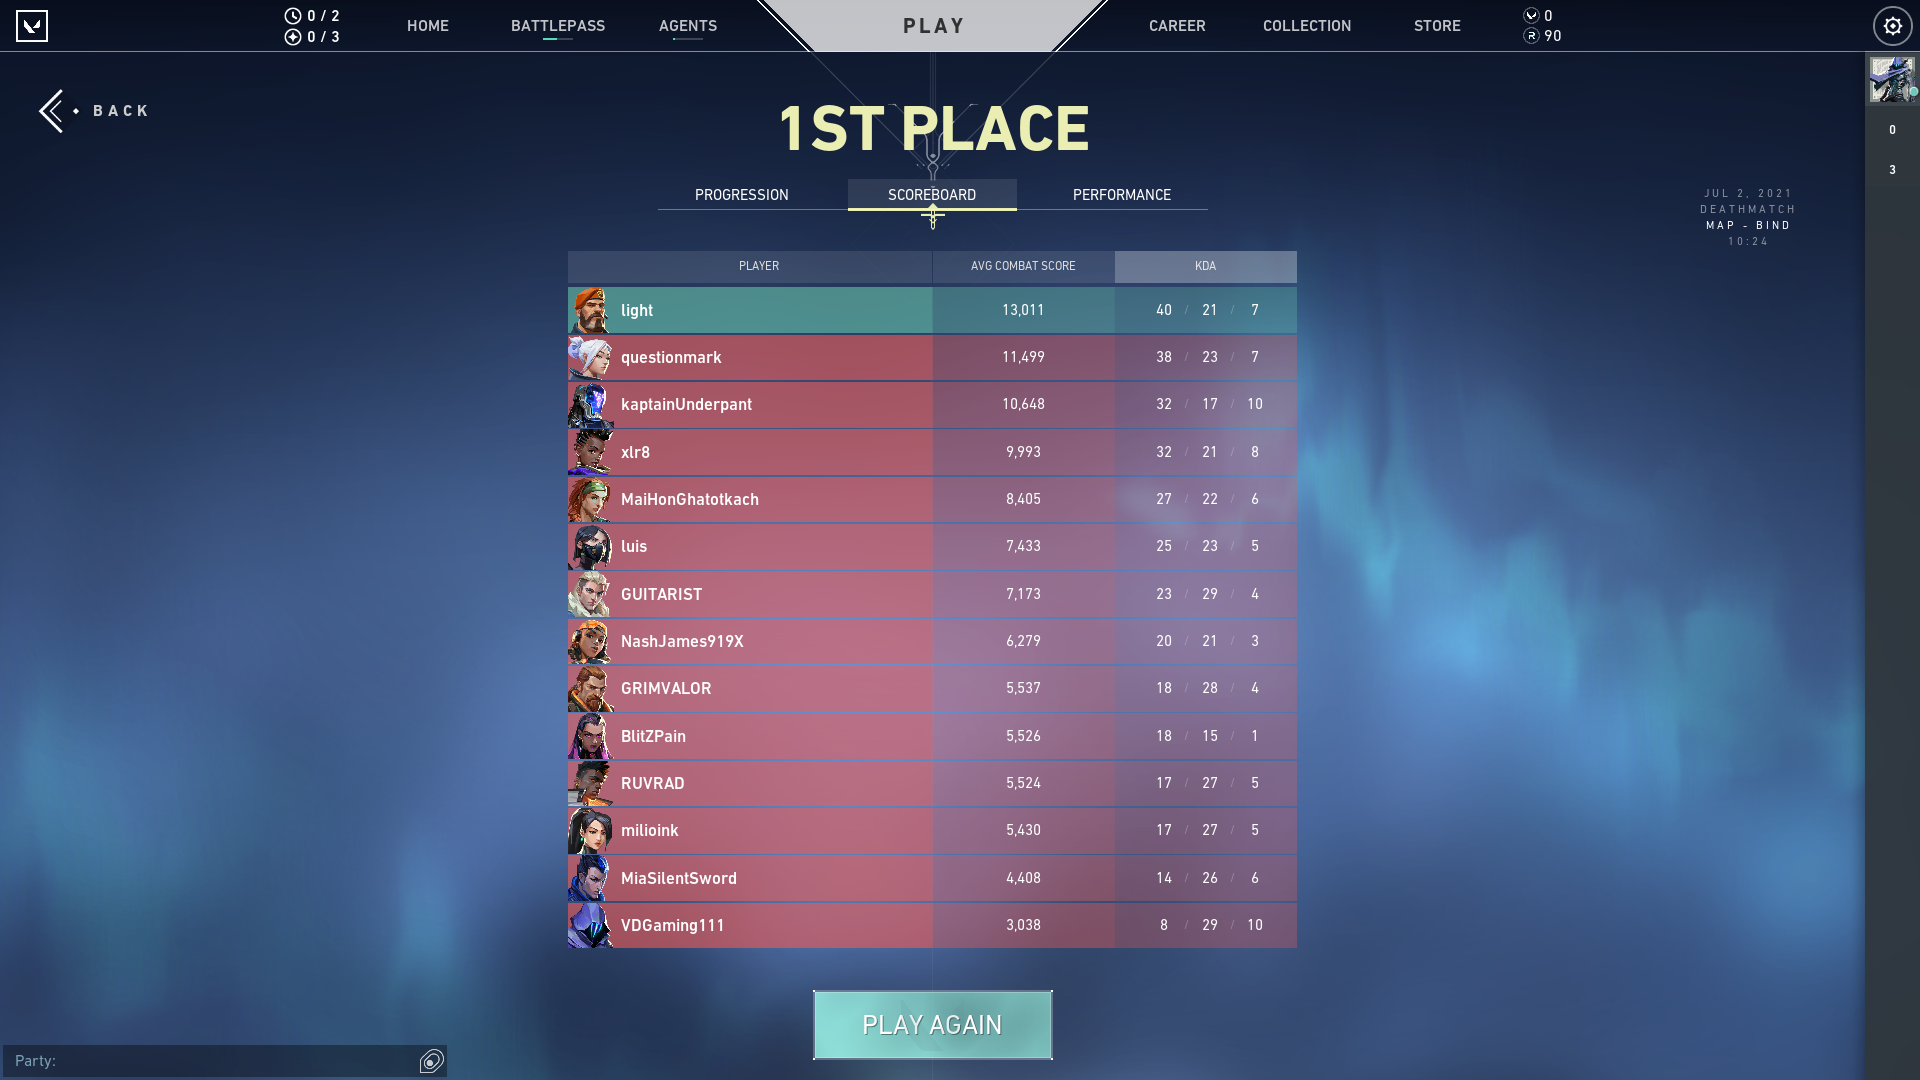 0 / 2
0 / 3
HOME
BATTLEPASS
AGENTS
PLAY
CAREER
COLLECTION
STORE
0
90
BACK
1ST PLACE
0
3
PROGRESSION
SCOREBOARD
PERFORMANCE
JUL 2, 2021
DEATHMATCH
MAP - BIND
10:24
PLAYER AVG COMBAT SCORE KDA
light 13,011 40 / 21 / 7
questionmark 11,499 38 / 23 / 7
kaptainUnderpant 10,648 32 / 17 / 10
xlr8 9,993 32 / 21 / 8
MaiHonGhatotkach 8,405 27 / 22 / 6
luis 7,433 25 / 23 / 5
GUITARIST 7,173 23 / 29 / 4
NashJames919X 6,279 20 / 21 / 3
GRIMVALOR 5,537 18 / 28 / 4
BlitZPain 5,526 18 / 15 / 1
RUVRAD 5,524 17 / 27 / 5
milioink 5,430 17 / 27 / 5
MiaSilentSword 4,408 14 / 26 / 6
VDGaming111 3,038 8 / 29 / 10
PLAY AGAIN
Party: